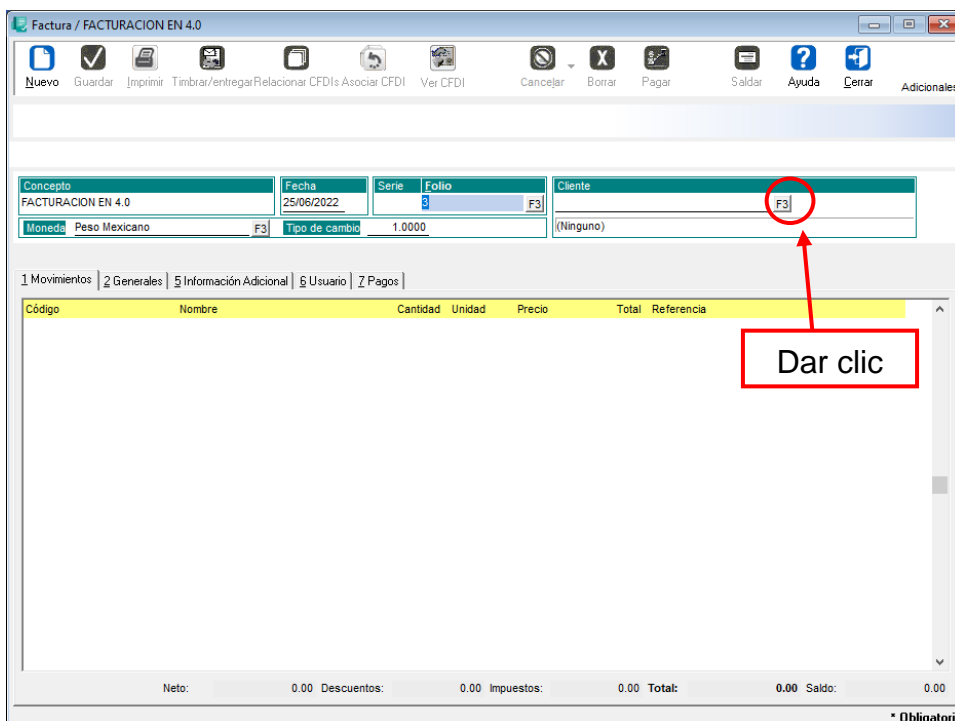 Factura / FACTURACION EN 4.0
Nuevo Guardar Imprimir Timbrar/entregar Relacionar CFDIs Asociar CFDI Ver CFDI Cancelar Borrar Pagar Saldar Ayuda Cerrar Adicionales
Concepto Fecha Serie Folio Cliente
FACTURACION EN 4.0 25/06/2022 3 F3 F3
Moneda Peso Mexicano F3 Tipo de cambio 1.0000 (Ninguno)
1 Movimientos 2 Generales 5 Información Adicional 6 Usuario 7 Pagos
Código Nombre Cantidad Unidad Precio Total Referencia
Dar clic
Neto: 0.00 Descuentos: 0.00 Impuestos: 0.00 Total: 0.00 Saldo: 0.00
* Obligatori